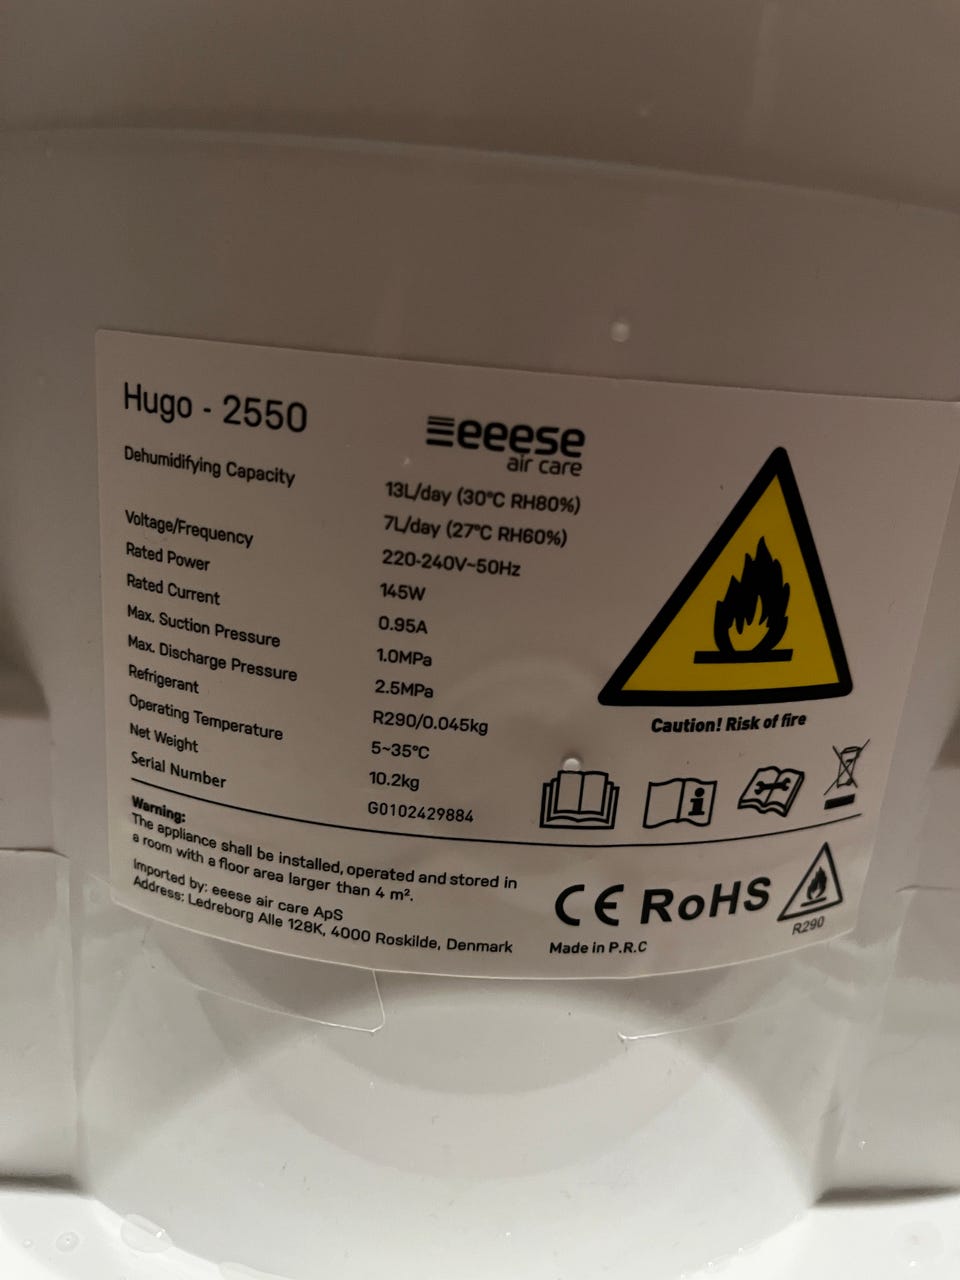 Hugo - 2550
eeese
air care
Dehumidifying Capacity 13L/day (30°C RH80%)
7L/day (27°C RH60%)
Voltage/Frequency 220-240V~50Hz
Rated Power 145W
Rated Current 0.95A
Max. Suction Pressure 1.0MPa
Max. Discharge Pressure 2.5MPa
Refrigerant R290/0.045kg
Operating Temperature 5~35°C
Net Weight 10.2kg
Serial Number G0102429884
Caution! Risk of fire
Warning:
The appliance shall be installed, operated and stored in
a room with a floor area larger than 4 m².
Imported by: eeese air care ApS
Address: Ledreborg Alle 128K, 4000 Roskilde, Denmark
CE RoHS
R290
Made in P.R.C